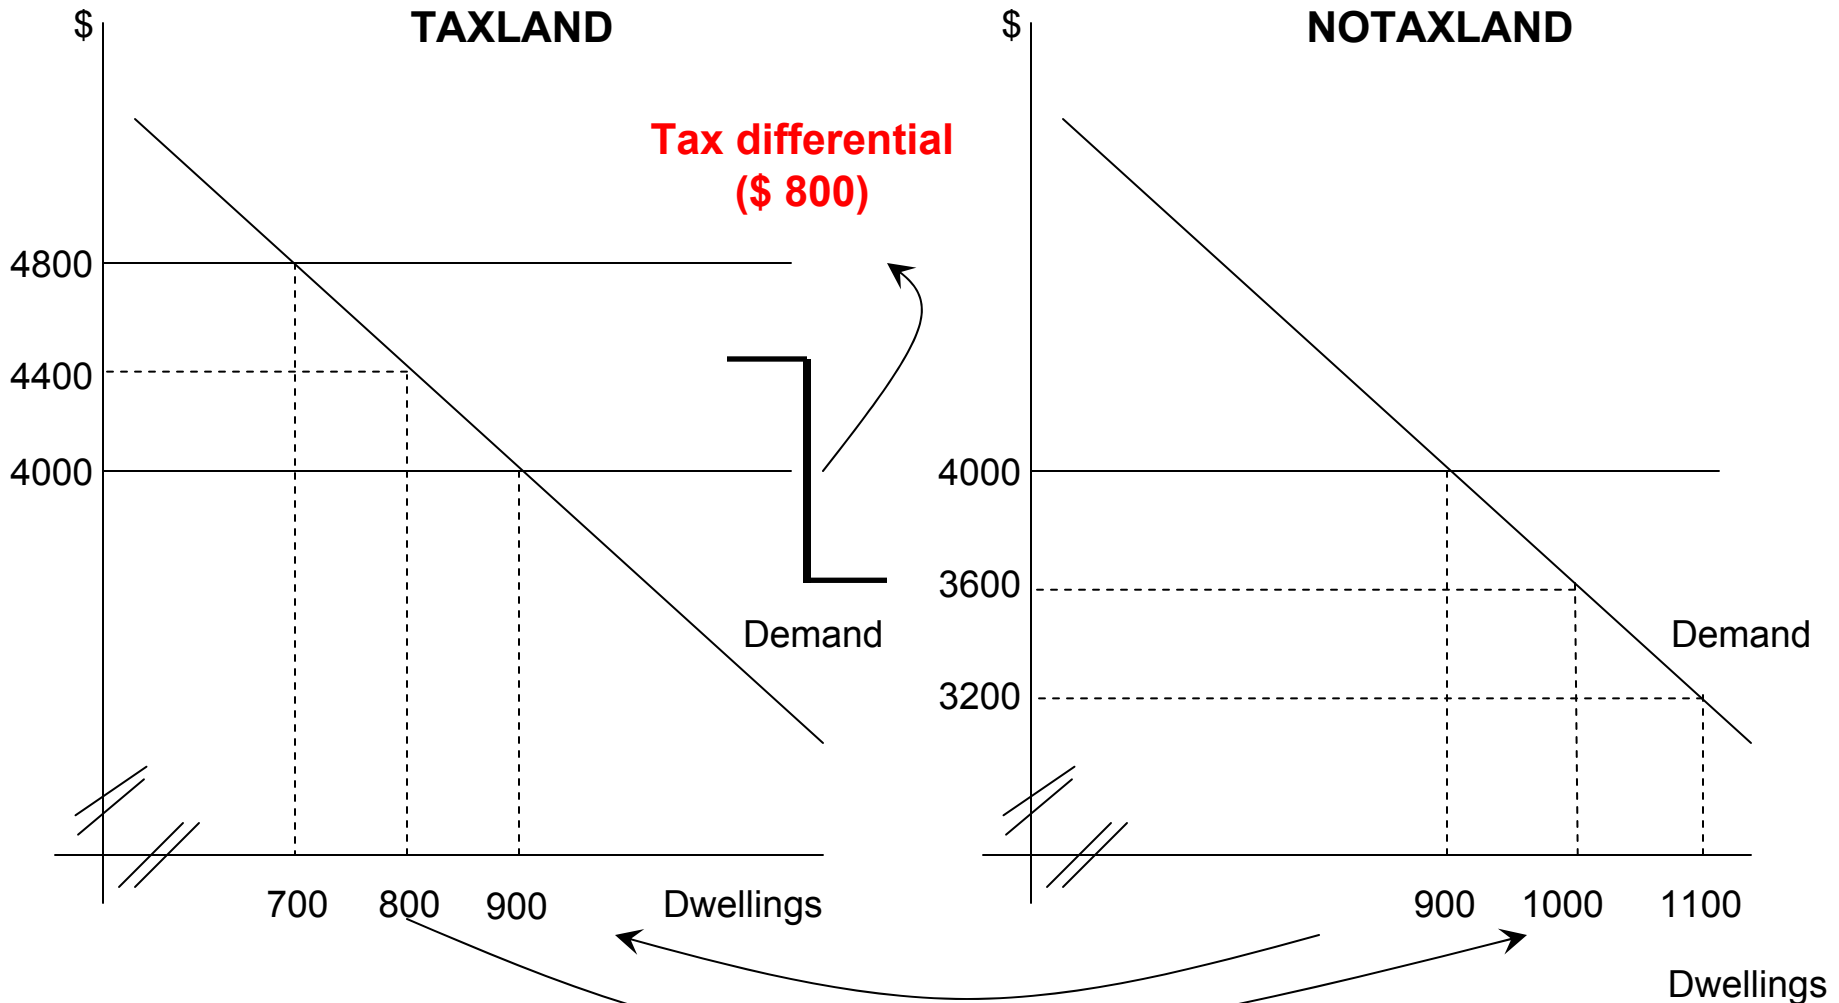 $
TAXLAND
Tax differential
($ 800)
4800
4400
4000
Demand
700 800 900 Dwellings
$
NOTAXLAND
4000
3600
3200
Demand
900 1000 1100
Dwellings